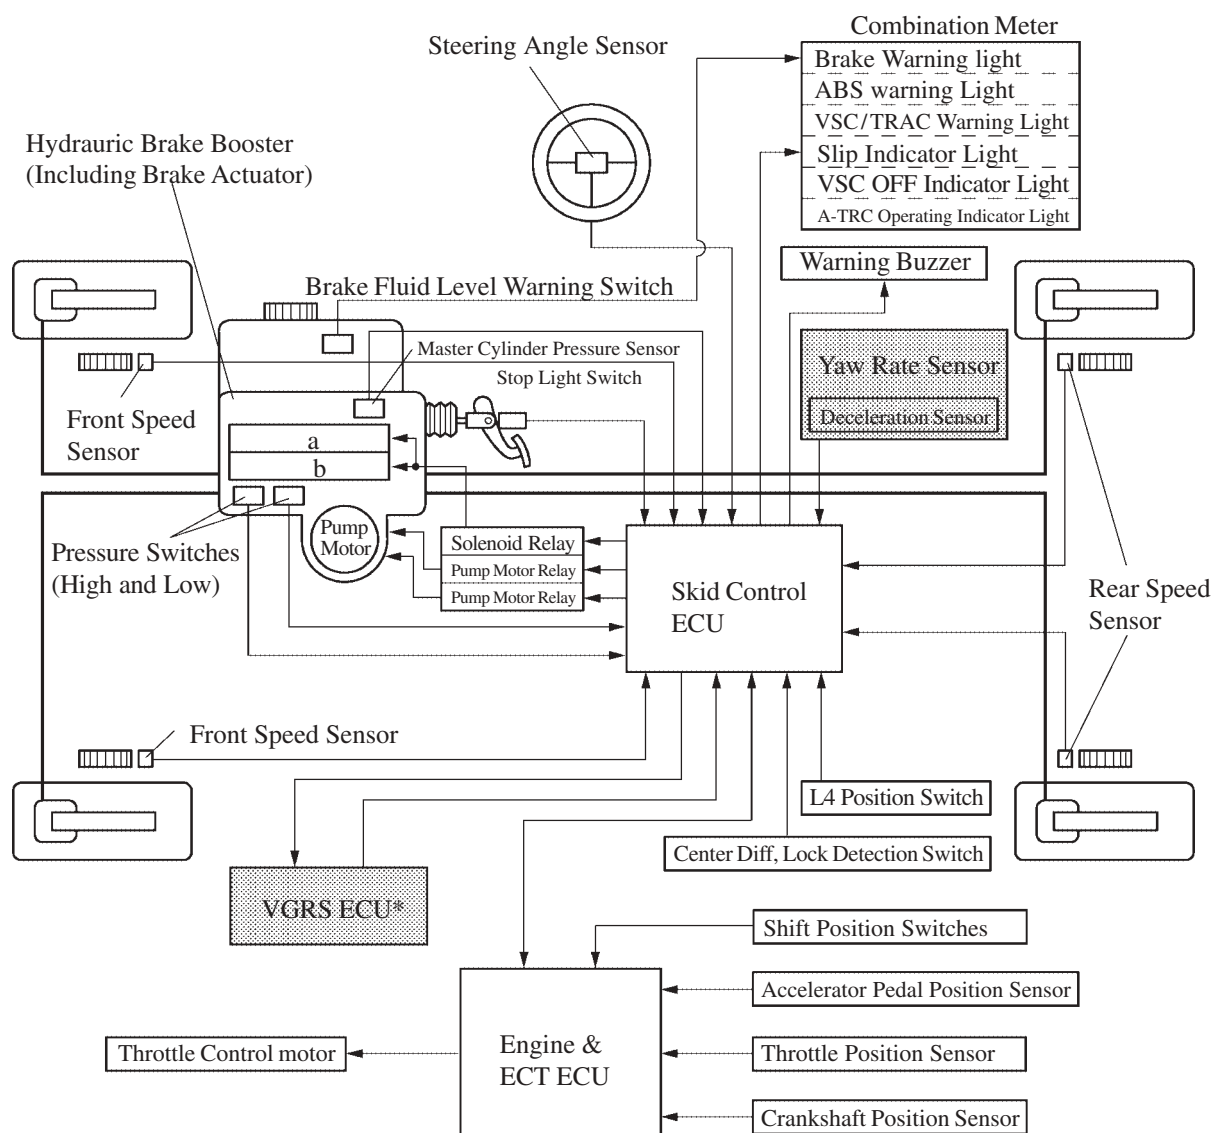 Combination Meter
Steering Angle Sensor
Brake Warning light
ABS warning Light
VSC/TRAC Warning Light
Slip Indicator Light
VSC OFF Indicator Light
A-TRC Operating Indicator Light
Hydrauric Brake Booster
(Including Brake Actuator)
Warning Buzzer
Brake Fluid Level Warning Switch
Master Cylinder Pressure Sensor
Stop Light Switch
Yaw Rate Sensor
Deceleration Sensor
Front Speed
Sensor
a
b
Pump
Motor
Pressure Switches
(High and Low)
Solenoid Relay
Pump Motor Relay
Pump Motor Relay
Skid Control
ECU
Rear Speed
Sensor
Front Speed Sensor
L4 Position Switch
Center Diff, Lock Detection Switch
VGRS ECU*
Shift Position Switches
Accelerator Pedal Position Sensor
Throttle Control motor
Engine &
ECT ECU
Throttle Position Sensor
Crankshaft Position Sensor